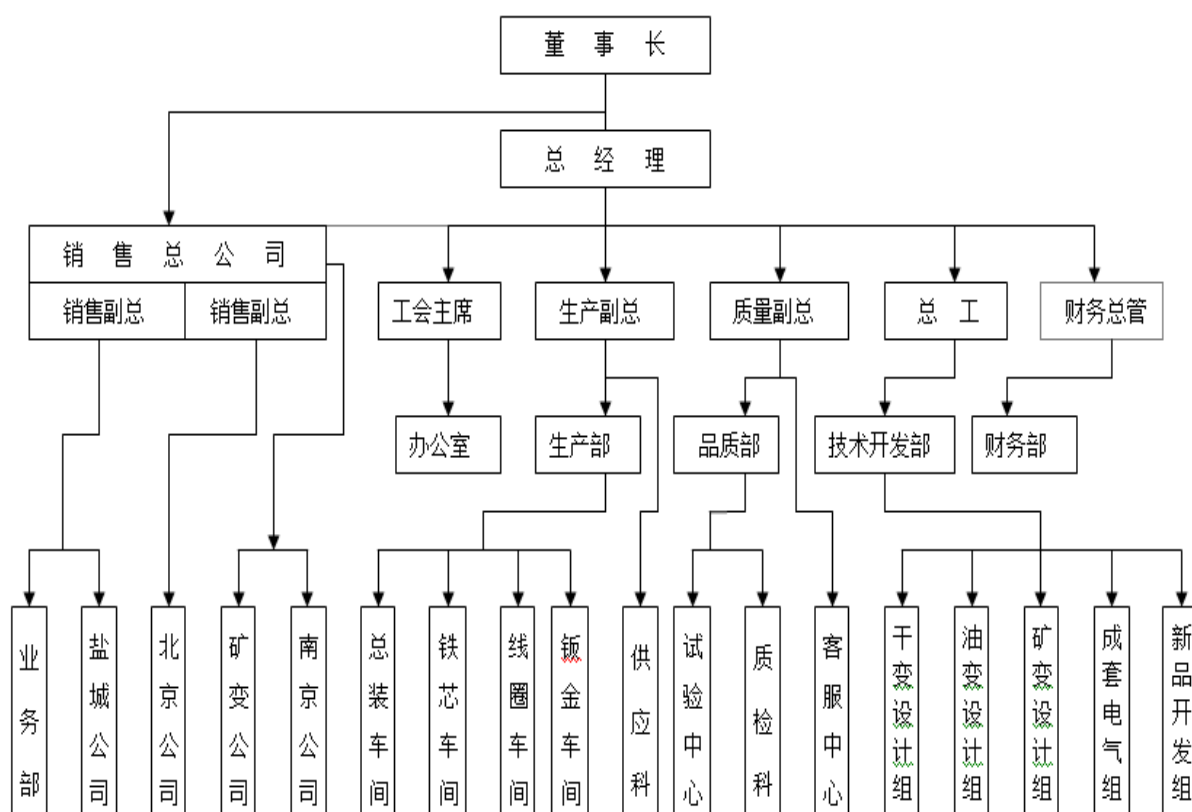 董 事 长
总 经 理
销 售 总 公 司
销售副总
销售副总
工会主席
生产副总
质量副总
总 工
财务总管
办公室
生产部
品质部
技术开发部
财务部
业务部
盐城公司
北京公司
矿变公司
南京公司
总装车间
铁芯车间
线圈车间
钣金车间
供应科
试验中心
质检科
客服中心
干变设计组
油变设计组
矿变设计组
成套电气组
新品开发组